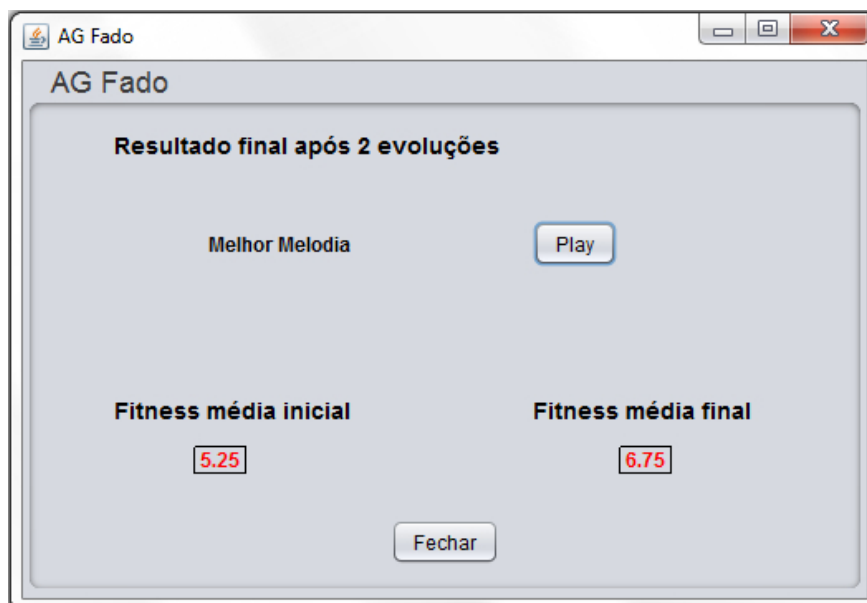 AG Fado
AG Fado
Resultado final após 2 evoluções
Melhor Melodia Play
Fitness média inicial Fitness média final
5.25 6.75
Fechar